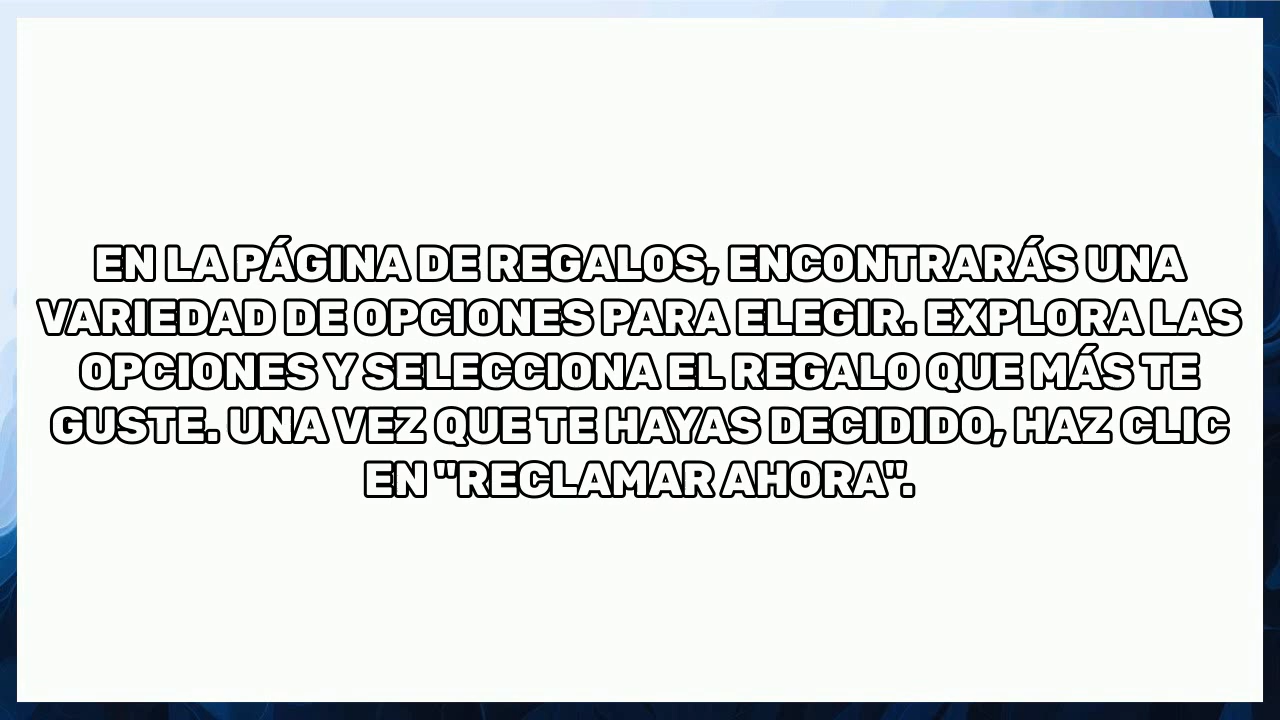 EN LA PÁGINA DE REGALOS, ENCONTRARÁS UNA
VARIEDAD DE OPCIONES PARA ELEGIR. EXPLORA LAS
OPCIONES Y SELECCIONA EL REGALO QUE MÁS TE
GUSTE. UNA VEZ QUE TE HAYAS DECIDIDO, HAZ CLIC
EN "RECLAMAR AHORA".